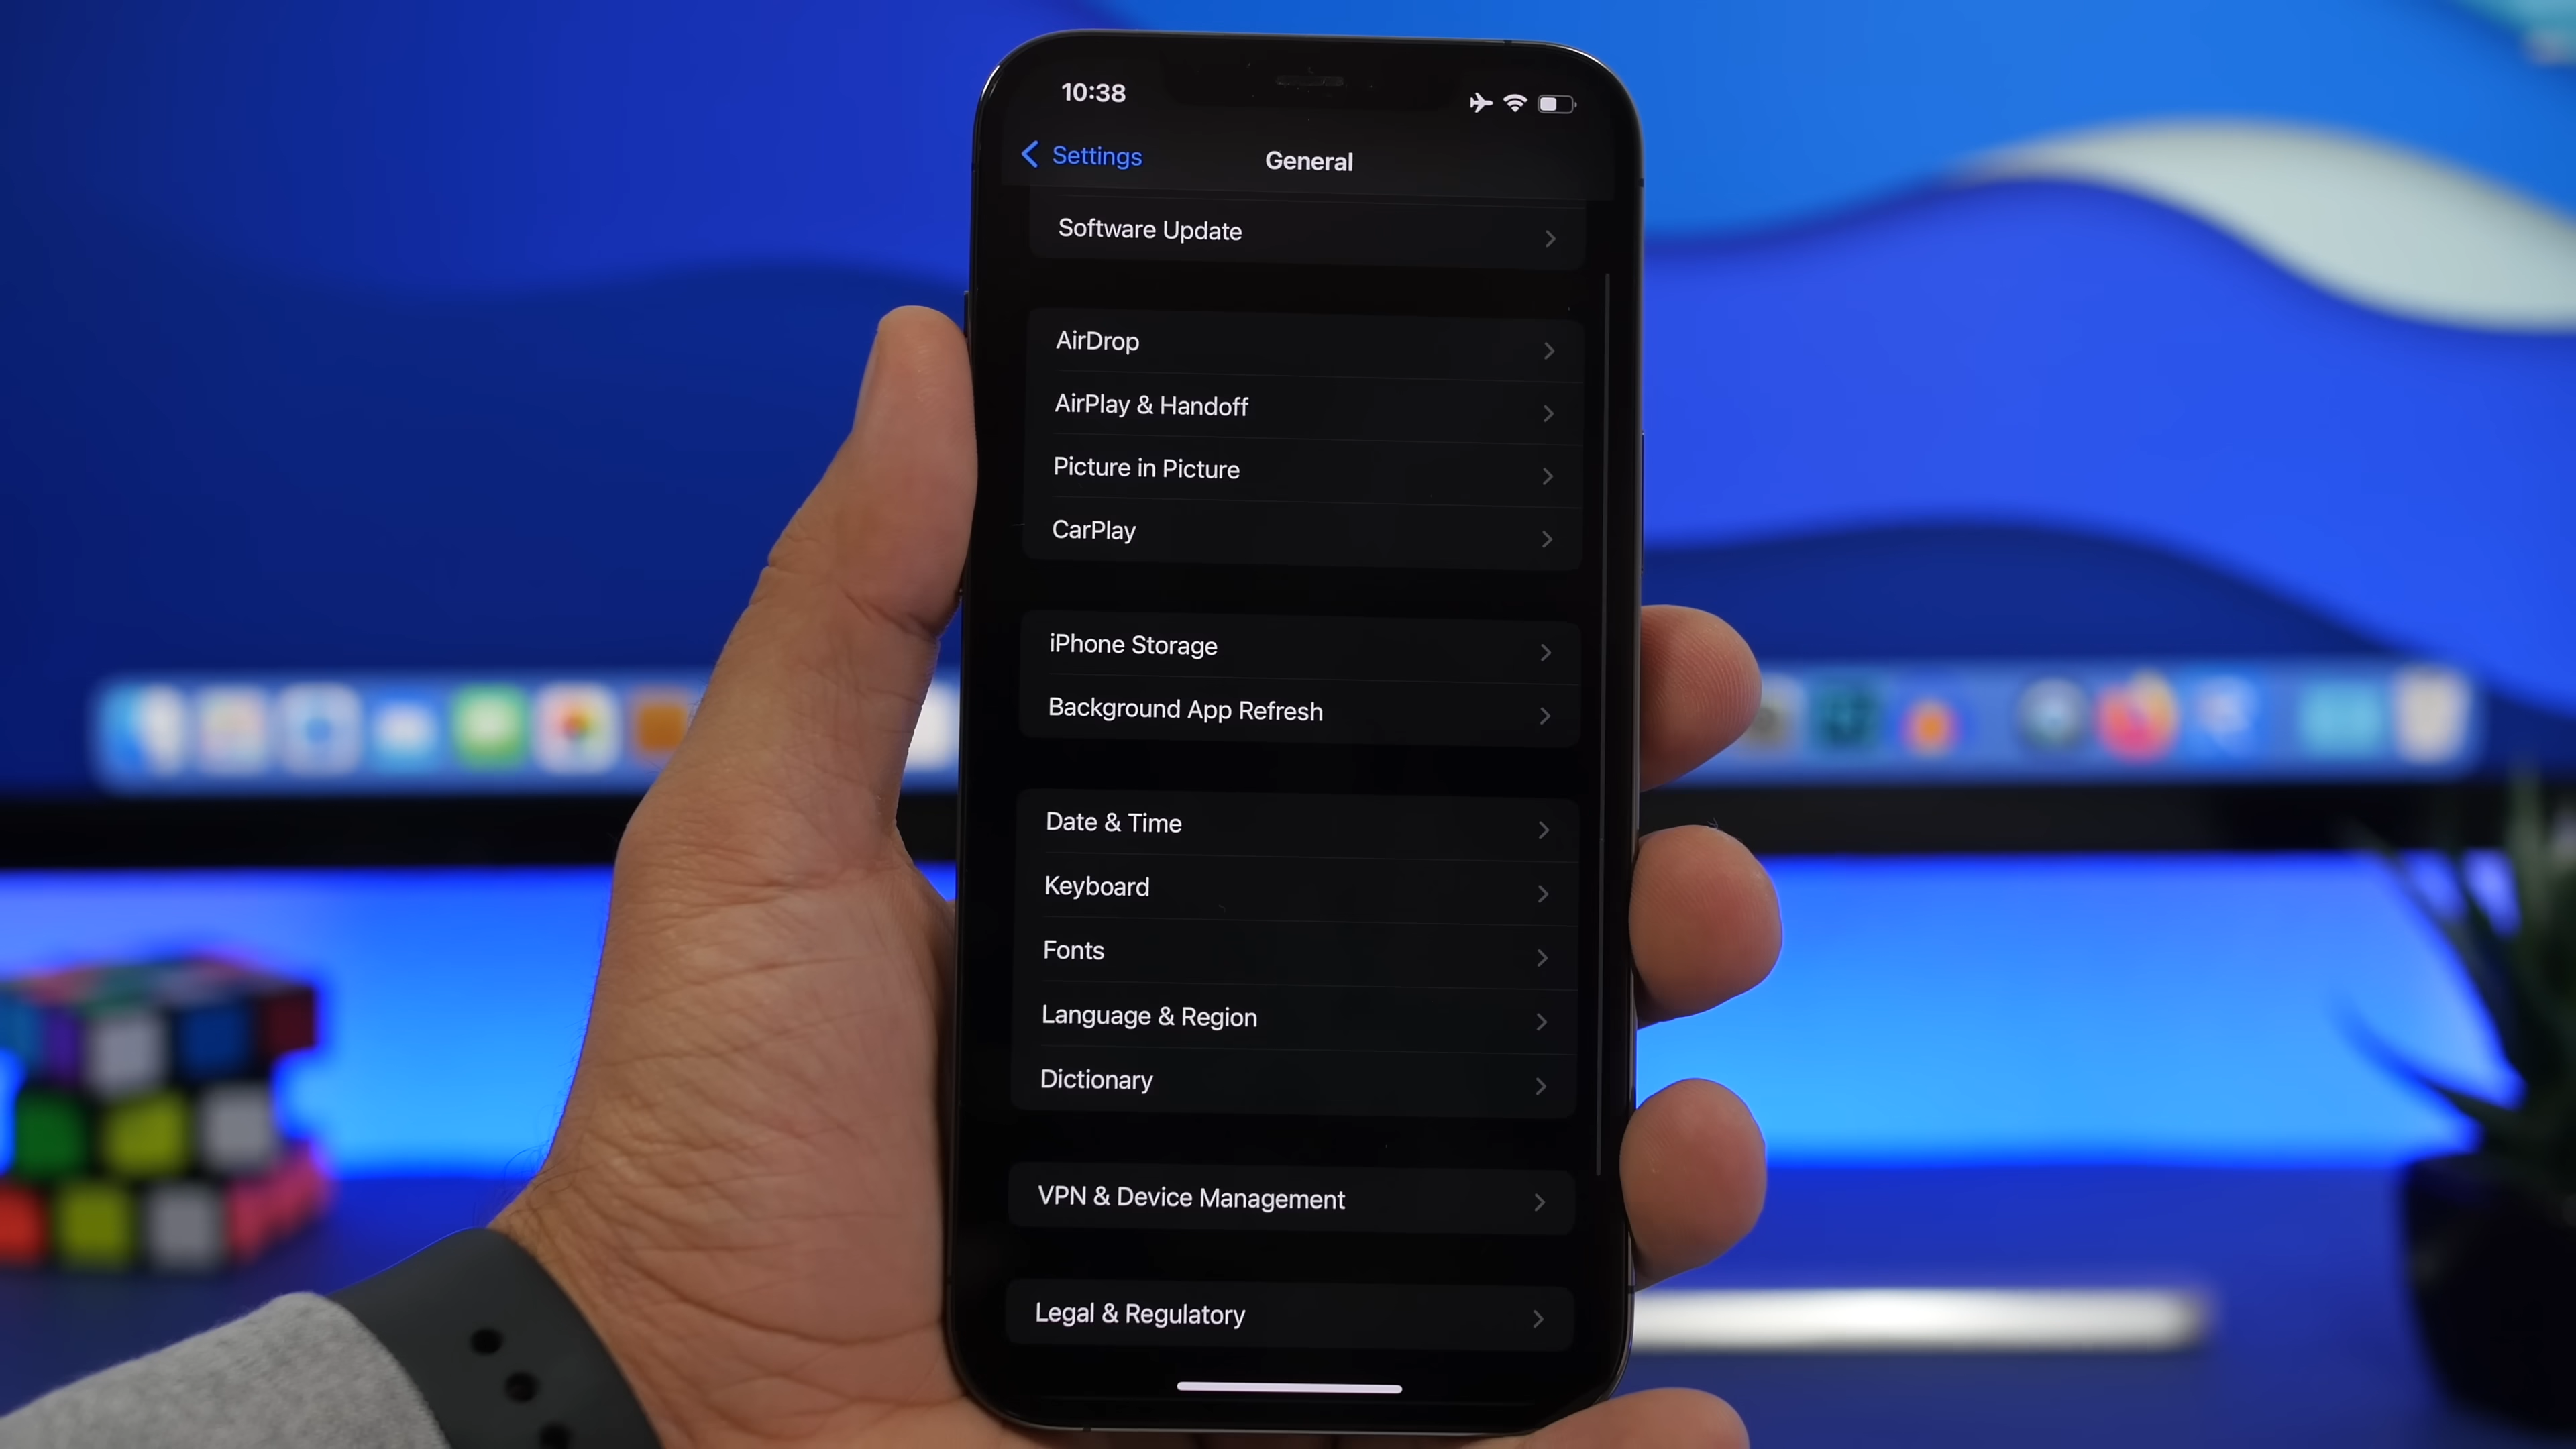 10:38
Settings
General
Software Update
AirDrop
AirPlay & Handoff
Picture in Picture
CarPlay
iPhone Storage
Background App Refresh
Date & Time
Keyboard
Fonts
Language & Region
Dictionary
VPN & Device Management
Legal & Regulatory